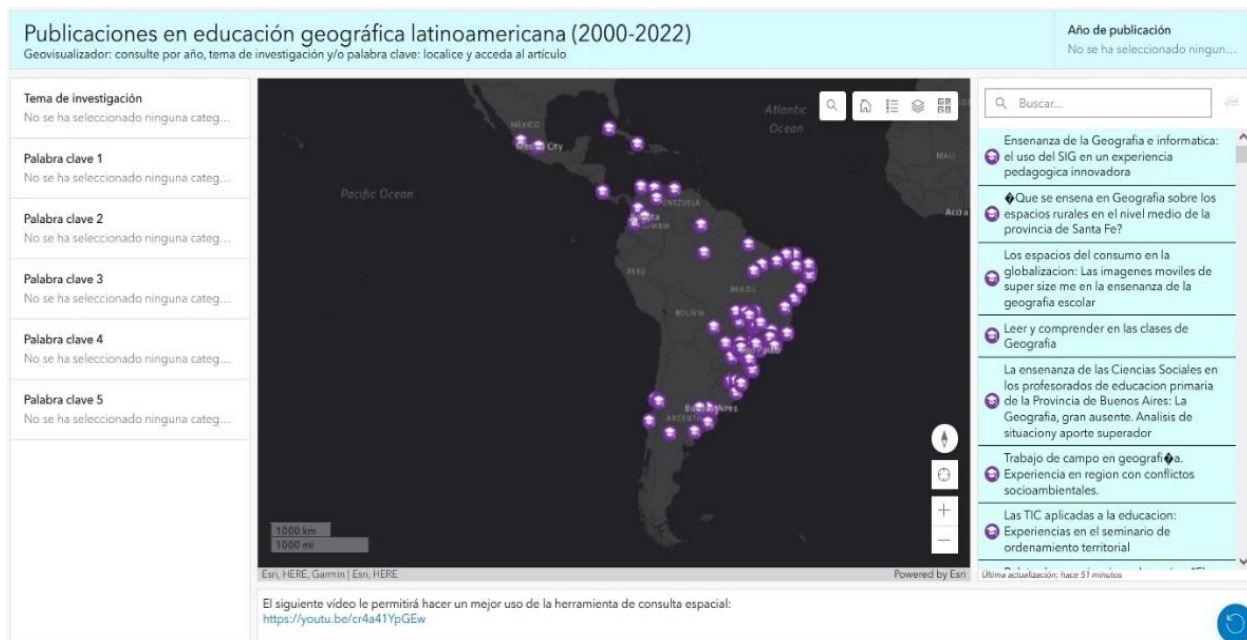 Publicaciones en educación geográfica latinoamericana (2000-2022)
Geovisualizador: consulte por año, tema de investigación y/o palabra clave: localice y acceda al artículo
Año de publicación
No se ha seleccionado ningun...
Tema de investigación
No se ha seleccionado ninguna categ...
Palabra clave 1
No se ha seleccionado ninguna categ...
Palabra clave 2
No se ha seleccionado ninguna categ...
Palabra clave 3
No se ha seleccionado ninguna categ...
Palabra clave 4
No se ha seleccionado ninguna categ...
Palabra clave 5
No se ha seleccionado ninguna categ...
Atlantic
Ocean
MÉXICO
City
MALI
Pacific Ocean
Accra
PERÚ
BRAZIL
BOLIVIA
Buenos Aires
1000 km
1000 mi
Esri, HERE, Garmin | Esri, HERE
Powered by Esri
Buscar...
Ensenanza de la Geografia e informatica:
el uso del SIG en un experiencia
pedagogica innovadora
�Que se ensena en Geografia sobre los
espacios rurales en el nivel medio de la
provincia de Santa Fe?
Los espacios del consumo en la
globalizacion: Las imagenes moviles de
super size me en la ensenanza de la
geografia escolar
Leer y comprender en las clases de
Geografia
La ensenanza de las Ciencias Sociales en
los profesorados de educacion primaria
de la Provincia de Buenos Aires: La
Geografia, gran ausente. Analisis de
situaciony aporte superador
Trabajo de campo en geografi�a.
Experiencia en region con conflictos
socioambientales.
Las TIC aplicadas a la educacion:
Experiencias en el seminario de
ordenamiento territorial
Última actualización: hace 51 minutos
El siguiente vídeo le permitirá hacer un mejor uso de la herramienta de consulta espacial:
https://youtu.be/cr4a41YpGEw